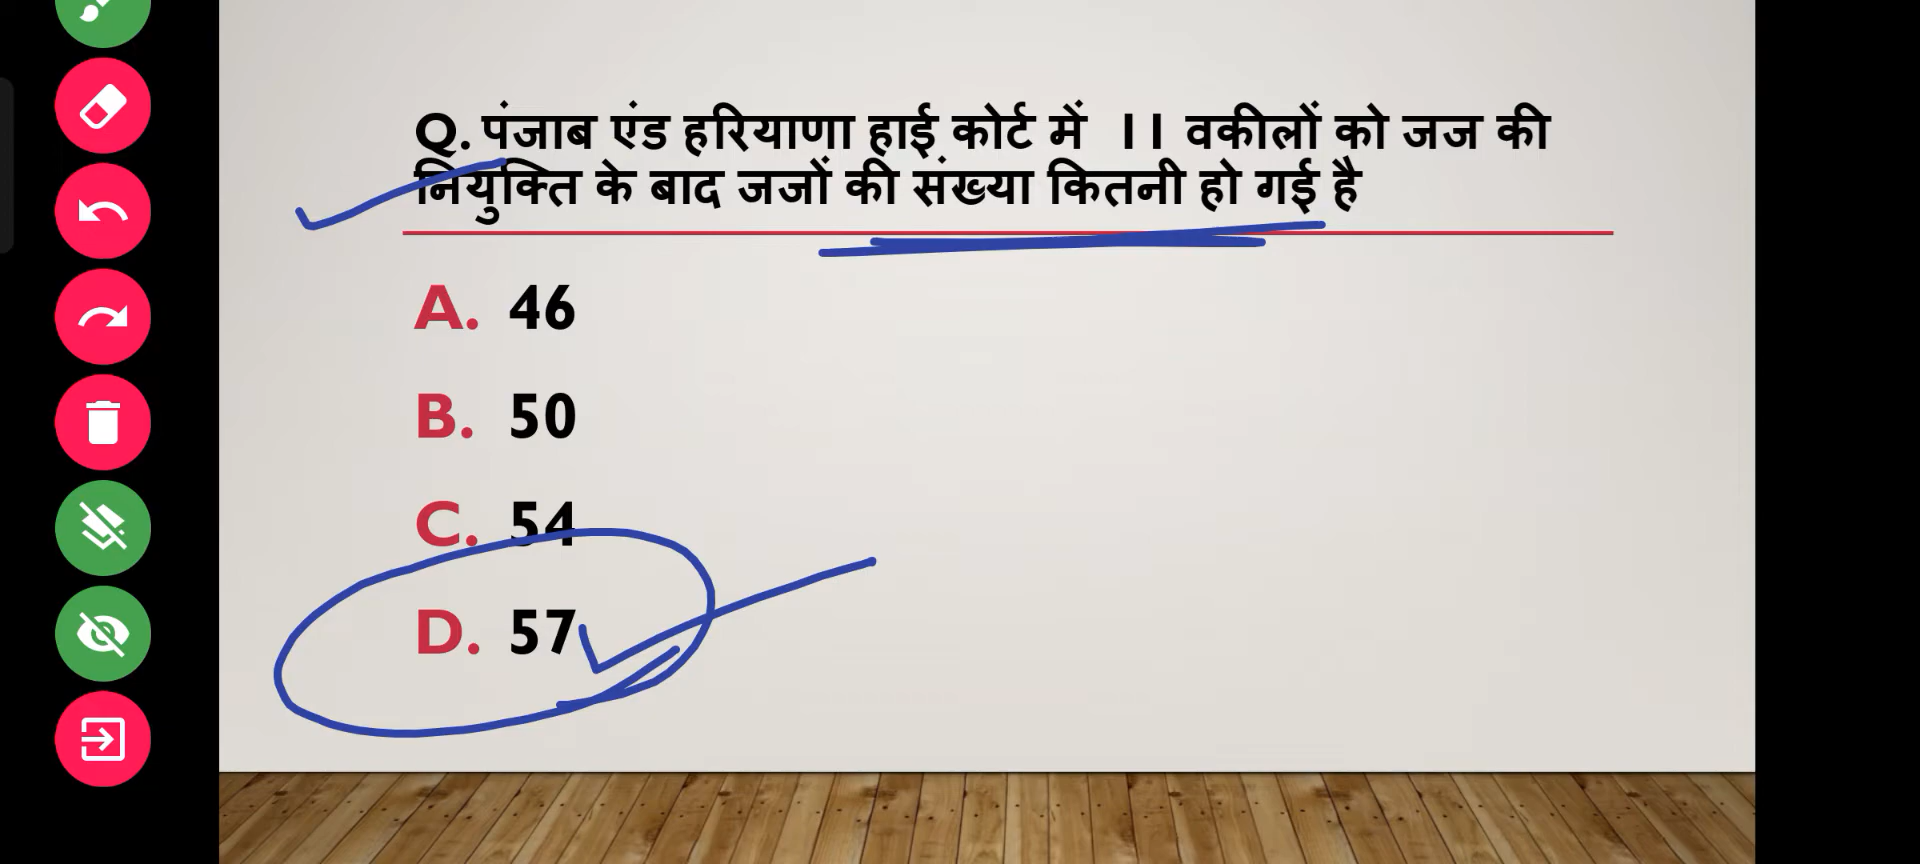 Q. पंजाब एंड हरियाणा हाई कोर्ट में 11 वकीलों को जज की
नियुक्ति के बाद जजों की संख्या कितनी हो गई है
A. 46
B. 50
C. 54
D. 57